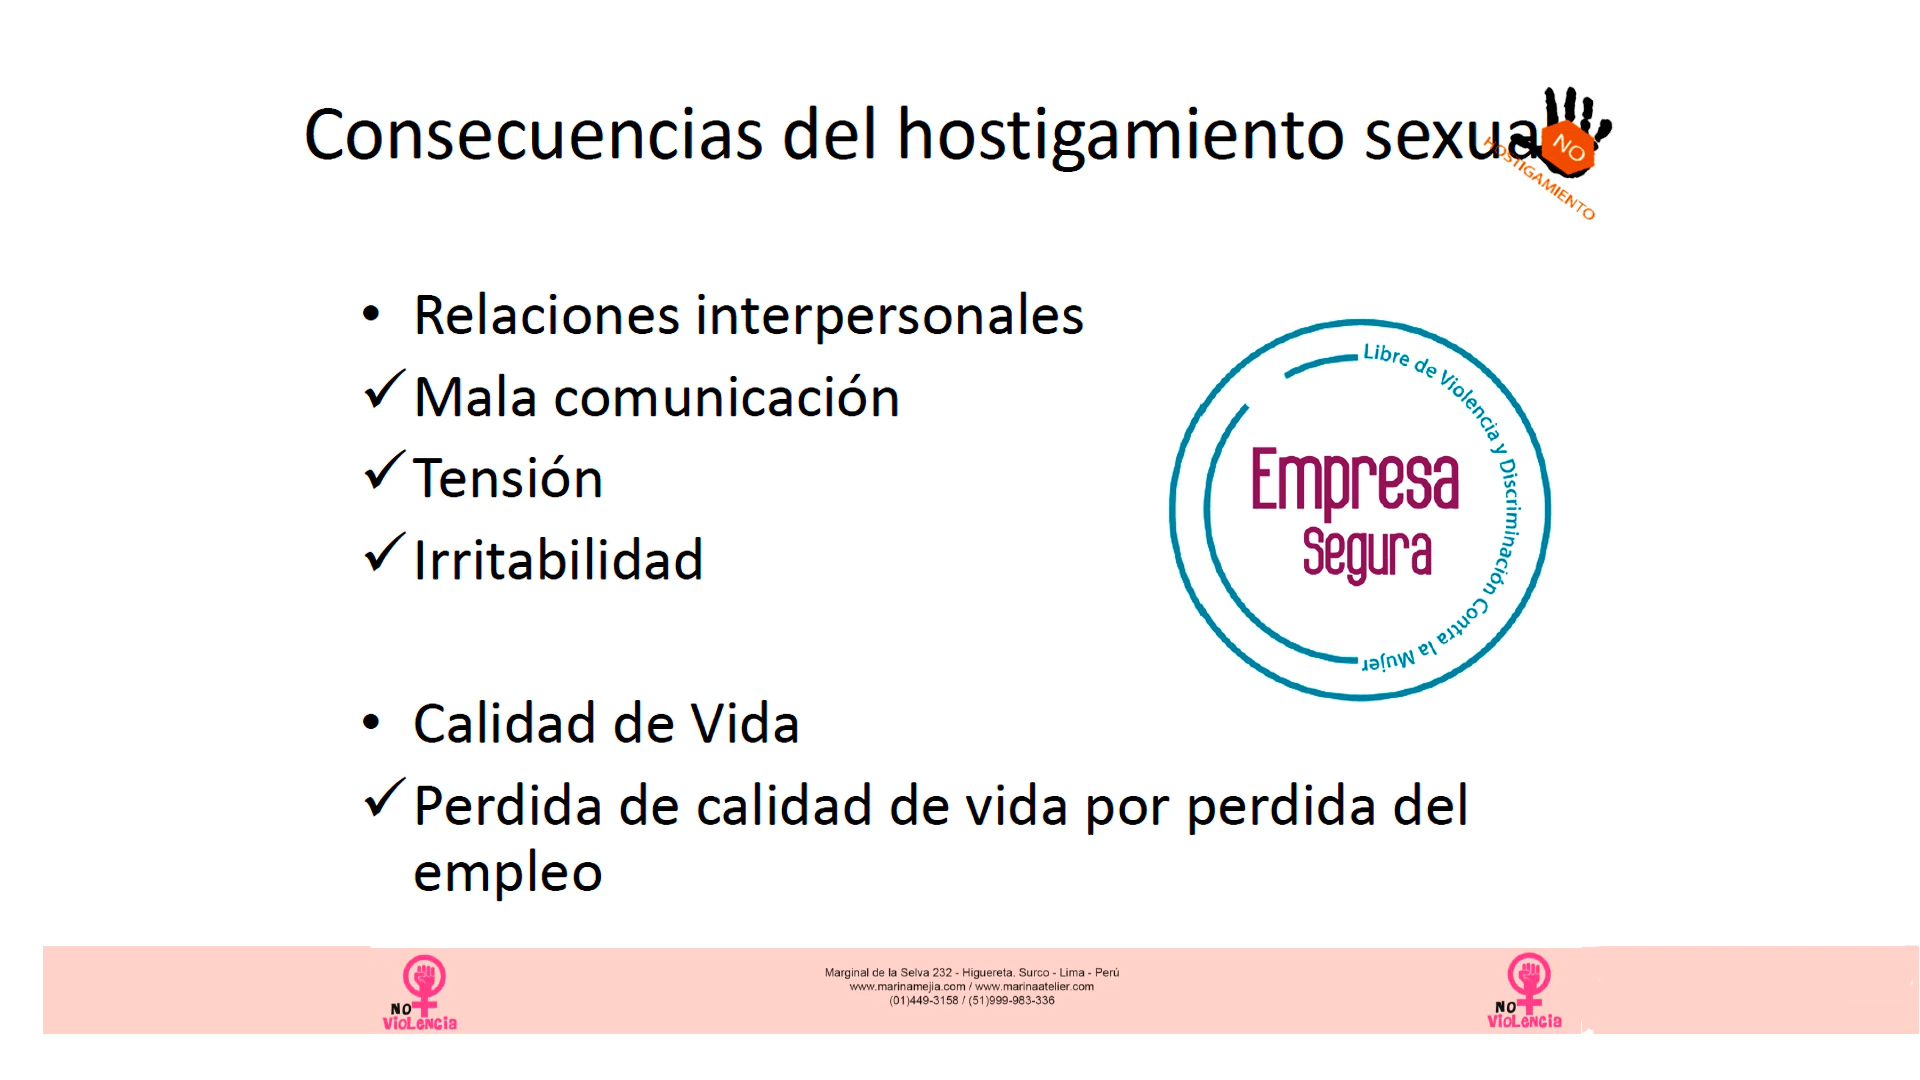 Consecuencias del hostigamiento sexua
NO
HOSTIGAMIENTO
• Relaciones interpersonales
✓ Mala comunicación
✓ Tensión
✓ Irritabilidad
Libre de Violencia y Discriminación Contra la Mujer
Empresa
Segura
• Calidad de Vida
✓ Perdida de calidad de vida por perdida del
empleo
NO
VioLeNcia
Marginal de la Selva 232 - Higuereta. Surco - Lima - Perú
www.marinamejia.com / www.marinaatelier.com
(01)449-3158 / (51)999-983-336
NO
VioLeNcia